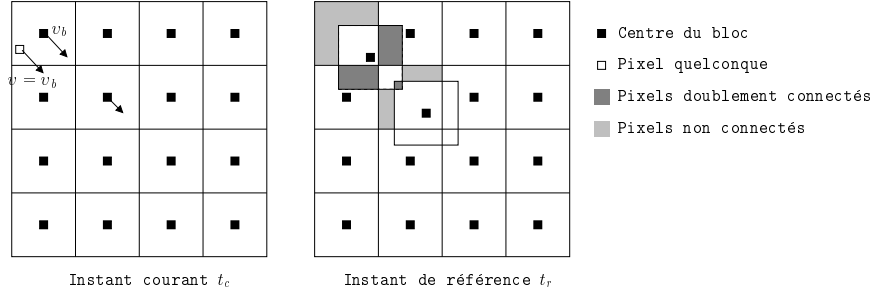 v_b
v = v_b
Centre du bloc
Pixel quelconque
Pixels doublement connectés
Pixels non connectés
Instant courant t_c
Instant de référence t_r